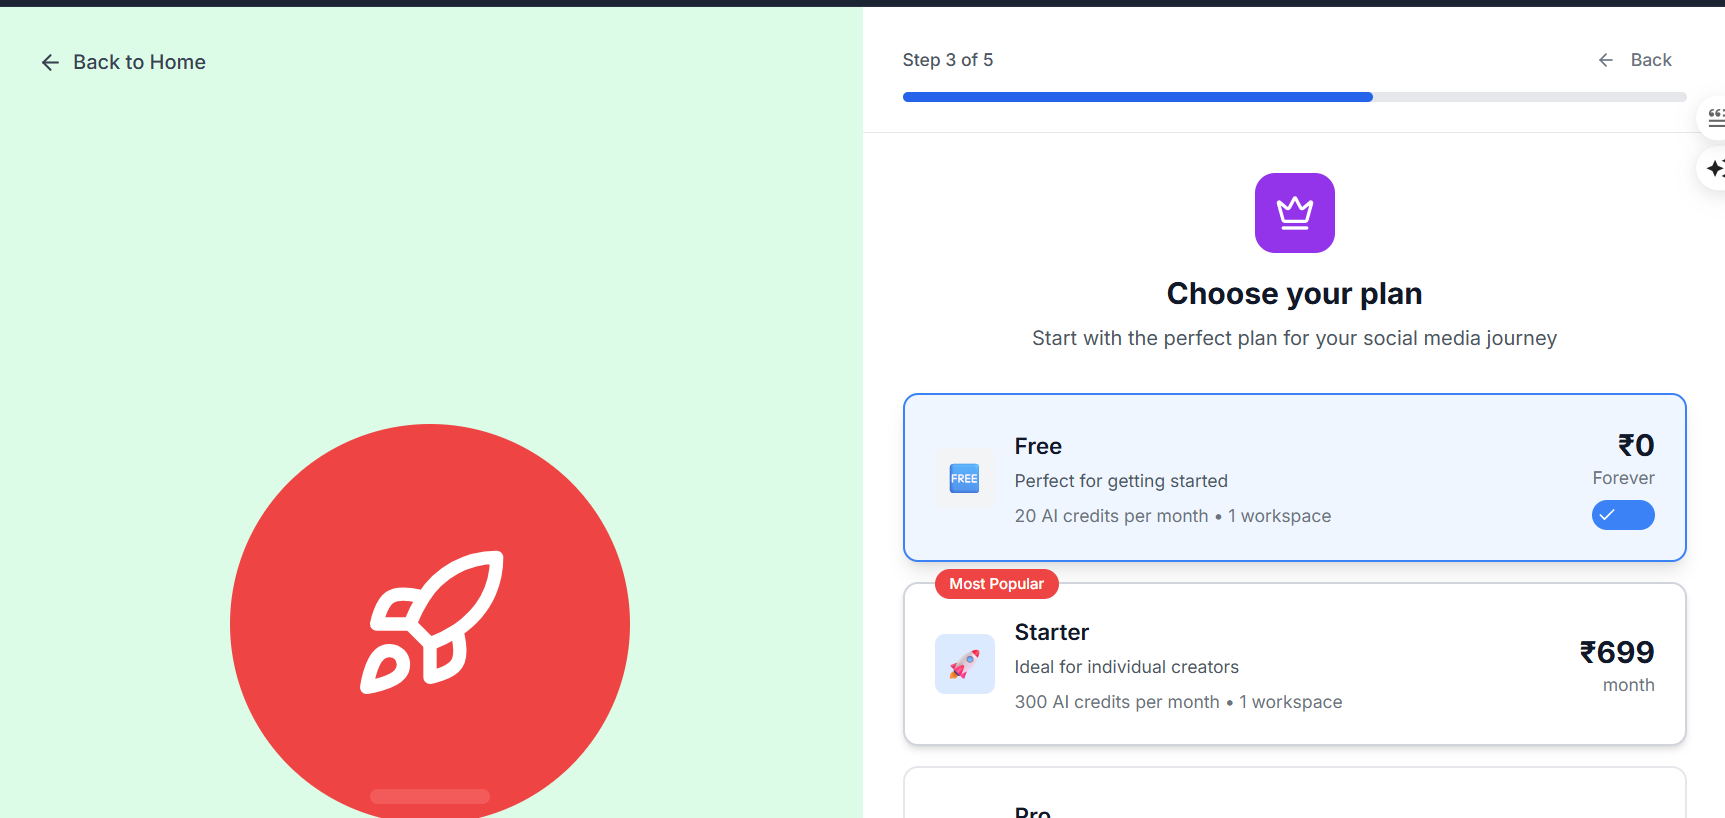 Back to Home
Step 3 of 5
Back
Choose your plan
Start with the perfect plan for your social media journey
FREE
Free
Perfect for getting started
20 AI credits per month • 1 workspace
₹0
Forever
Most Popular
Starter
Ideal for individual creators
300 AI credits per month • 1 workspace
₹699
month
Pro